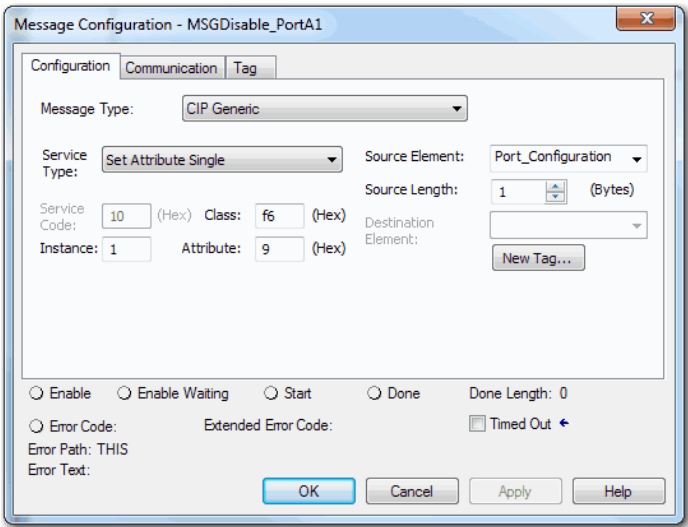 Message Configuration - MSGDisable_PortA1
Configuration Communication Tag
Message Type: CIP Generic
Service Type: Set Attribute Single
Source Element: Port_Configuration
Source Length: 1 (Bytes)
Service Code: 10 (Hex) Class: f6 (Hex)
Destination Element:
Instance: 1 Attribute: 9 (Hex)
New Tag...
Enable Enable Waiting Start Done Done Length: 0
Error Code: Extended Error Code: Timed Out
Error Path: THIS
Error Text:
OK Cancel Apply Help